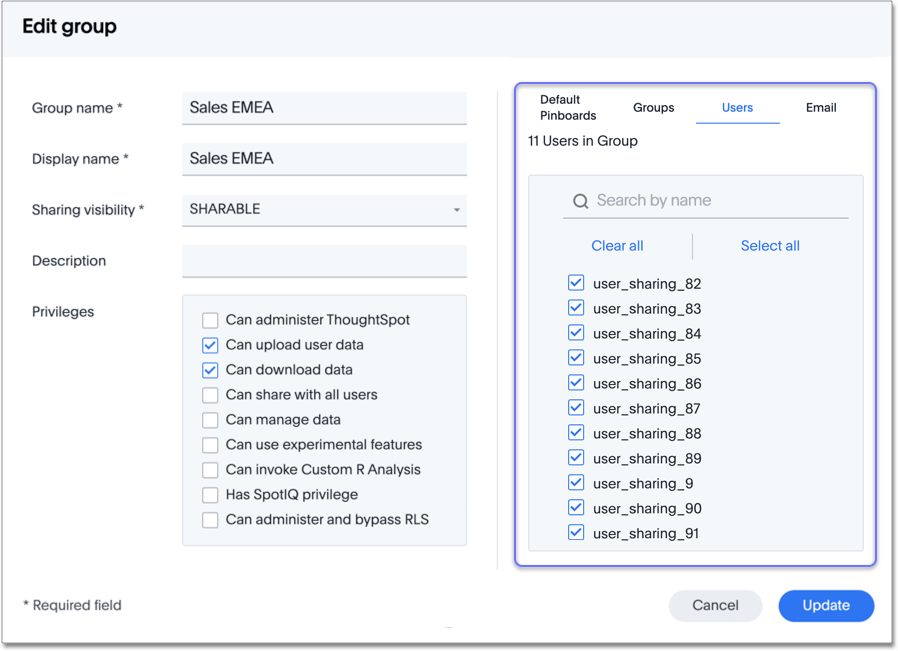 Edit group
Group name *
Sales EMEA
Display name *
Sales EMEA
Sharing visibility *
SHARABLE
Description
Privileges
Can administer ThoughtSpot
Can upload user data
Can download data
Can share with all users
Can manage data
Can use experimental features
Can invoke Custom R Analysis
Has SpotIQ privilege
Can administer and bypass RLS
Default
Pinboards
Groups
Users
Email
11 Users in Group
Search by name
Clear all
Select all
user_sharing_82
user_sharing_83
user_sharing_84
user_sharing_85
user_sharing_86
user_sharing_87
user_sharing_88
user_sharing_89
user_sharing_9
user_sharing_90
user_sharing_91
* Required field
Cancel
Update